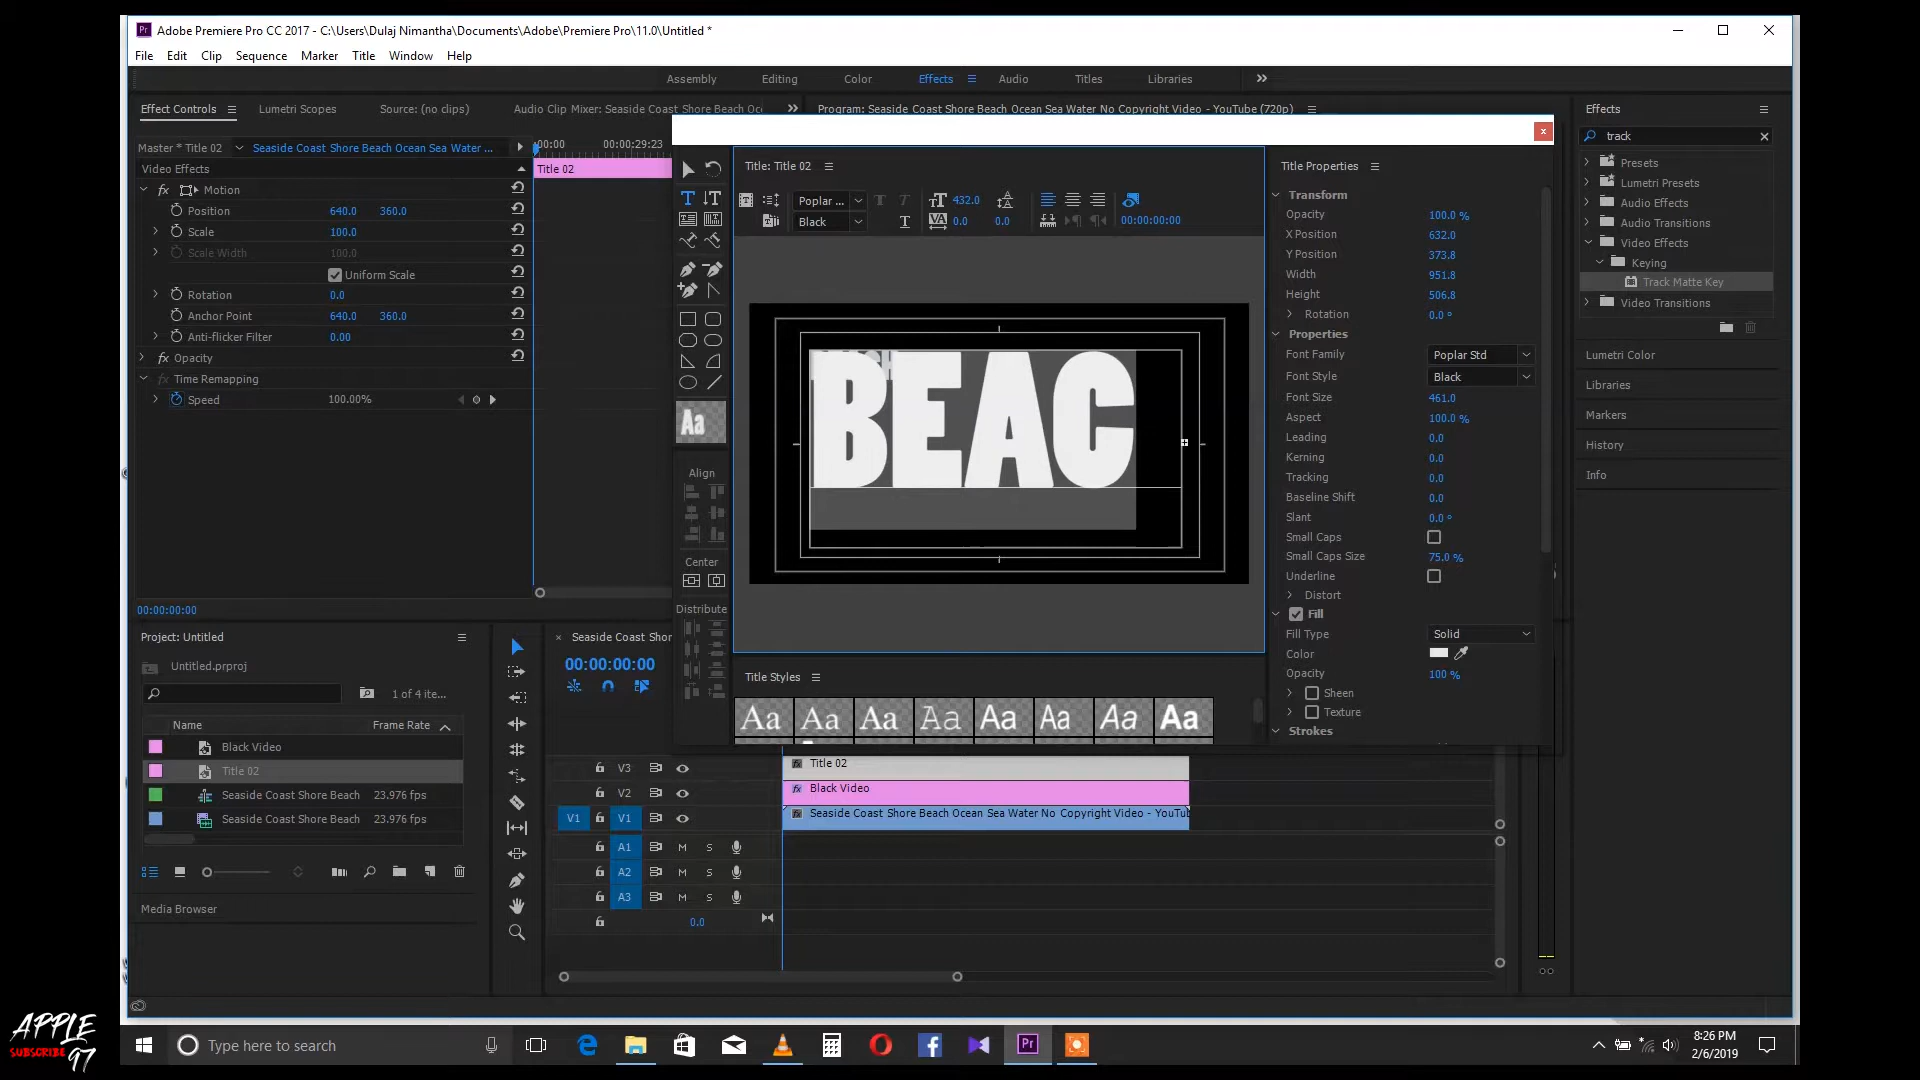 Adobe Premiere Pro CC 2017 - C:\Users\Dulaj Nimantha\Documents\Adobe\Premiere Pro\11.0\Untitled *
File Edit Clip Sequence Marker Title Window Help
Assembly Editing Color Effects Audio Titles Libraries
Effect Controls Lumetri Scopes Source: (no clips) Audio Clip Mixer: Seaside Coast Shore Beach Oc
Program: Seaside Coast Shore Beach Ocean Sea Water No Copyright Video - YouTube (720p)
Effects
track
Master * Title 02 Seaside Coast Shore Beach Ocean Sea Water ...
:00:00 00:00:29:23
Video Effects
Title 02
Motion
Position 640.0 360.0
Scale 100.0
Scale Width 100.0
Uniform Scale
Rotation 0.0
Anchor Point 640.0 360.0
Anti-flicker Filter 0.00
Opacity
Time Remapping
Speed 100.00%
00:00:00:00
Title: Title 02
Poplar ... 432.0
Black 0.0 0.0 00:00:00:00
BEAC
Aa
Align
Center
Distribute
Title Styles
Aa Aa Aa Aa Aa Aa Aa Aa
Title Properties
Transform
Opacity 100.0 %
X Position 632.0
Y Position 373.8
Width 951.8
Height 506.8
Rotation 0.0 °
Properties
Font Family Poplar Std
Font Style Black
Font Size 461.0
Aspect 100.0 %
Leading 0.0
Kerning 0.0
Tracking 0.0
Baseline Shift 0.0
Slant 0.0 °
Small Caps
Small Caps Size 75.0 %
Underline
Distort
Fill
Fill Type Solid
Color
Opacity 100 %
Sheen
Texture
Strokes
Presets
Lumetri Presets
Audio Effects
Audio Transitions
Video Effects
Keying
Track Matte Key
Video Transitions
Lumetri Color
Libraries
Markers
History
Info
Project: Untitled
Untitled.prproj
1 of 4 ite...
Name Frame Rate
Black Video
Title 02
Seaside Coast Shore Beach 23.976 fps
Seaside Coast Shore Beach 23.976 fps
Media Browser
Seaside Coast Shor
00:00:00:00
V3 Title 02
V2 Black Video
V1 V1 Seaside Coast Shore Beach Ocean Sea Water No Copyright Video - YouTub
A1 M S
A2 M S
A3 M S
0.0
APPLE
SUBSCRIBE 97
Type here to search
8:26 PM
2/6/2019